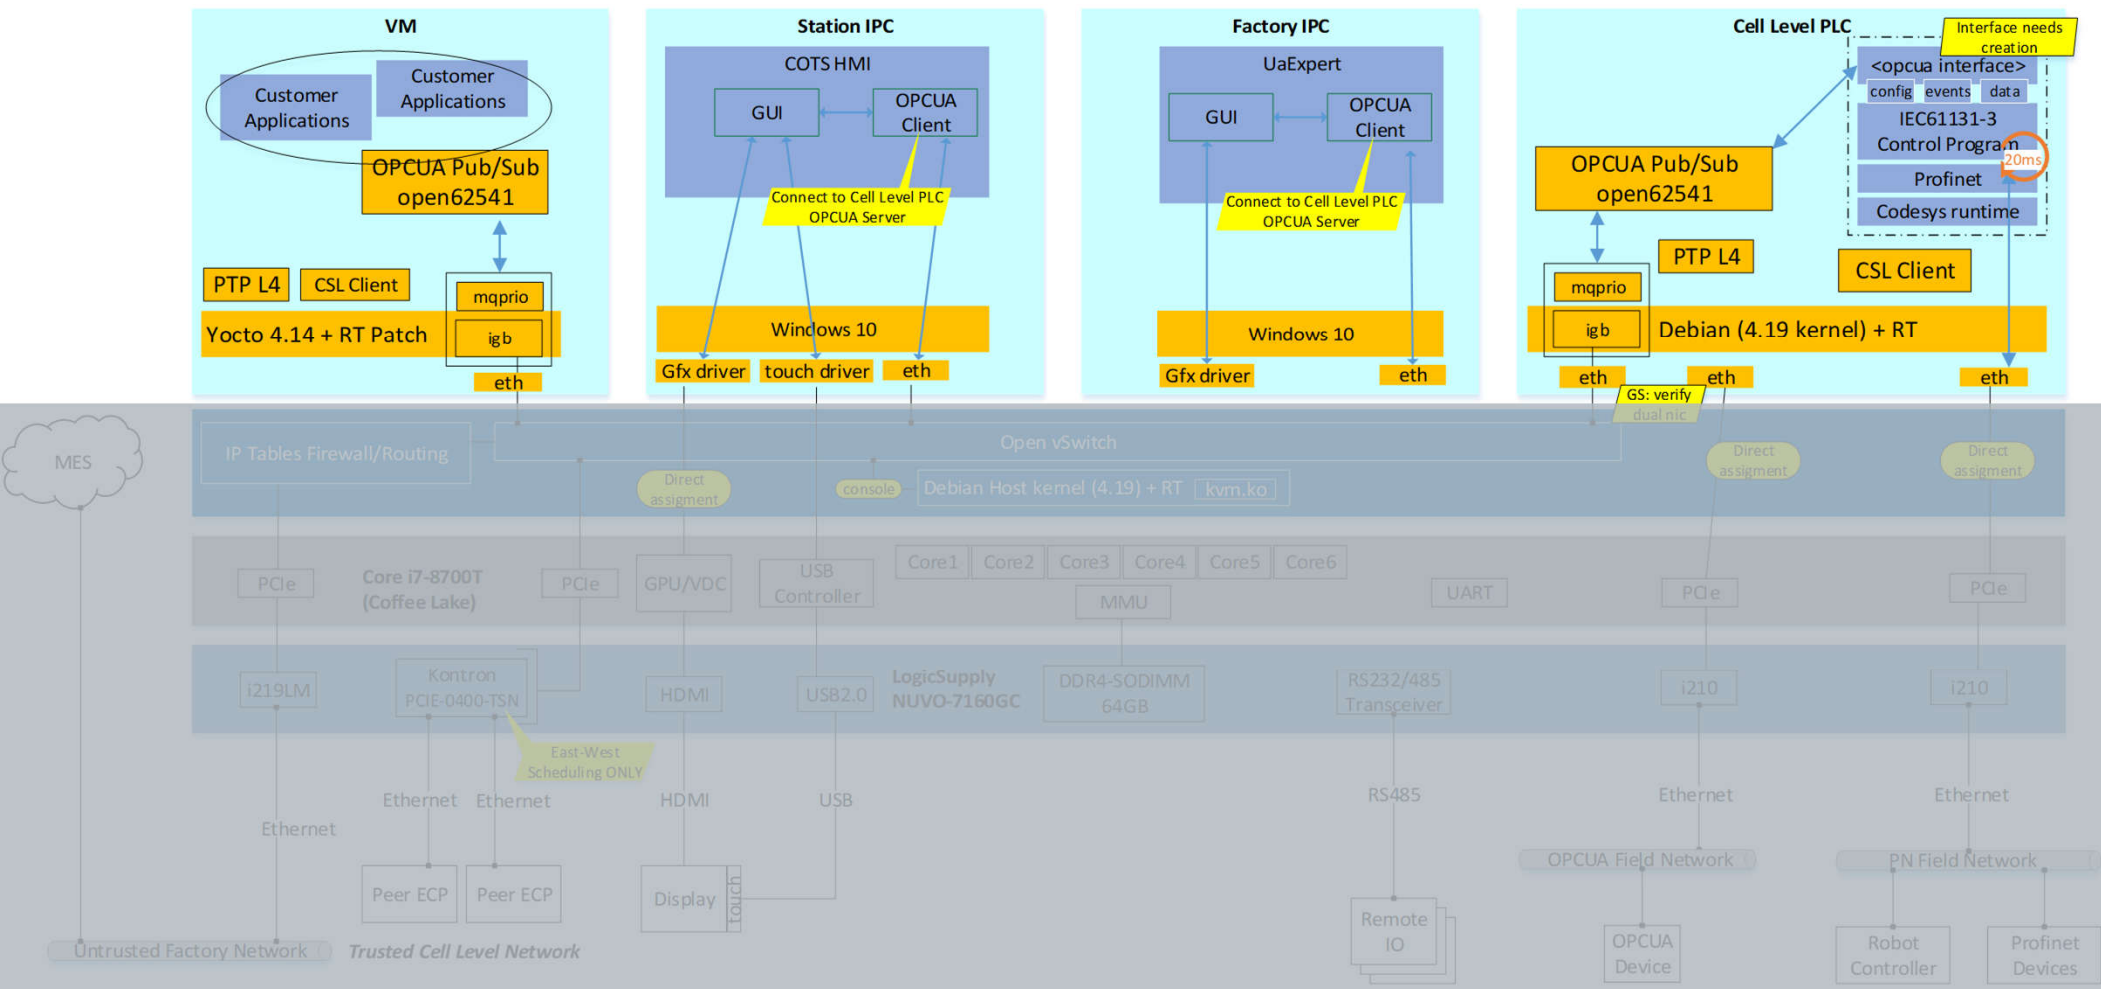 VM
Customer
Applications
Customer
Applications
OPCUA Pub/Sub
open62541
PTP L4
CSL Client
mqprio
Yocto 4.14 + RT Patch
igb
eth
Station IPC
COTS HMI
GUI
OPCUA
Client
Connect to Cell Level PLC
OPCUA Server
Windows 10
Gfx driver
touch driver
eth
Factory IPC
UaExpert
GUI
OPCUA
Client
Connect to Cell Level PLC
OPCUA Server
Windows 10
Gfx driver
eth
Cell Level PLC
Interface needs
creation
<opcua interface>
config
events
data
IEC61131-3
Control Program
20ms
Profinet
Codesys runtime
OPCUA Pub/Sub
open62541
PTP L4
CSL Client
mqprio
igb
Debian (4.19 kernel) + RT
eth
eth
eth
GS: verify
dual nic
MES
IP Tables Firewall/Routing
Open vSwitch
Direct
assigment
console
Debian Host kernel (4.19) + RT
kvm.ko
Direct
assigment
Direct
assigment
PCIe
Core i7-8700T
(Coffee Lake)
PCIe
GPU/VDC
USB
Controller
Core1
Core2
Core3
Core4
Core5
Core6
MMU
UART
PCIe
PCIe
i219LM
Kontron
PCIE-0400-TSN
HDMI
USB2.0
LogicSupply
NUVO-7160GC
DDR4-SODIMM
64GB
RS232/485
Transceiver
i210
i210
East-West
Scheduling ONLY
Ethernet
Ethernet
Ethernet
HDMI
USB
RS485
Ethernet
Ethernet
Peer ECP
Peer ECP
Display
touch
Remote
IO
OPCUA Field Network
PN Field Network
OPCUA
Device
Robot
Controller
Profinet
Devices
Untrusted Factory Network
Trusted Cell Level Network